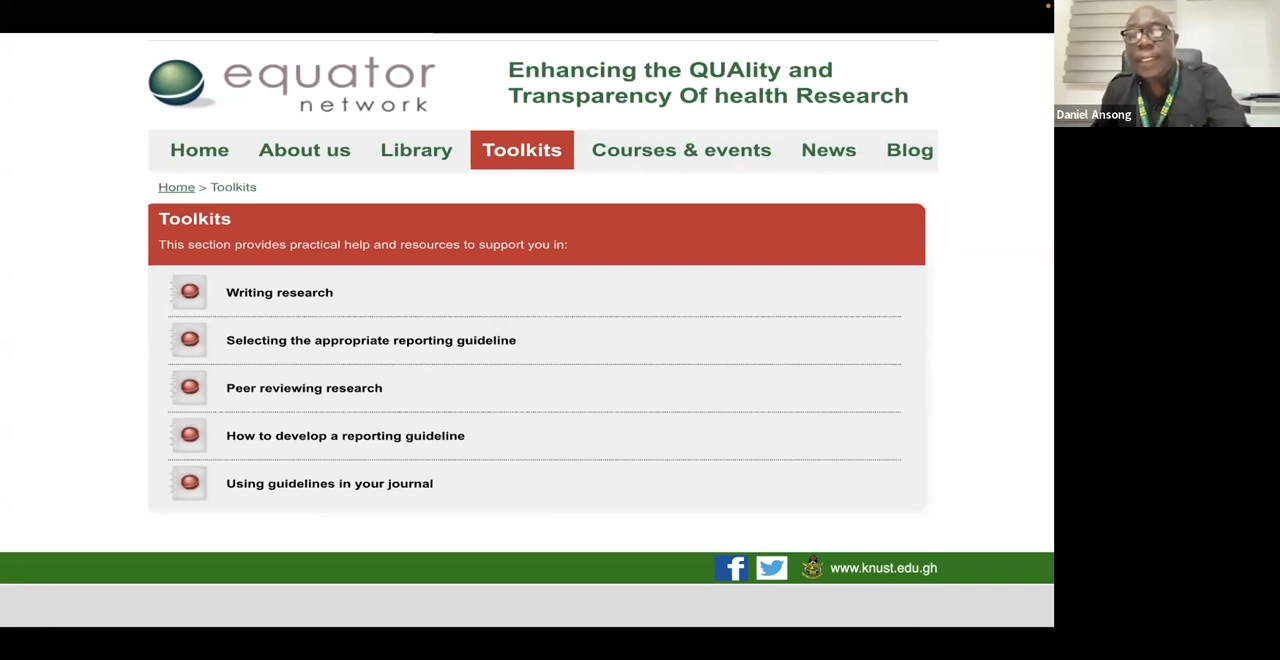 equator
network
Enhancing the QUAlity and
Transparency Of health Research
Home About us Library Toolkits Courses & events News Blog
Home > Toolkits
Toolkits
This section provides practical help and resources to support you in:
Writing research
Selecting the appropriate reporting guideline
Peer reviewing research
How to develop a reporting guideline
Using guidelines in your journal
www.knust.edu.gh
Daniel Ansong